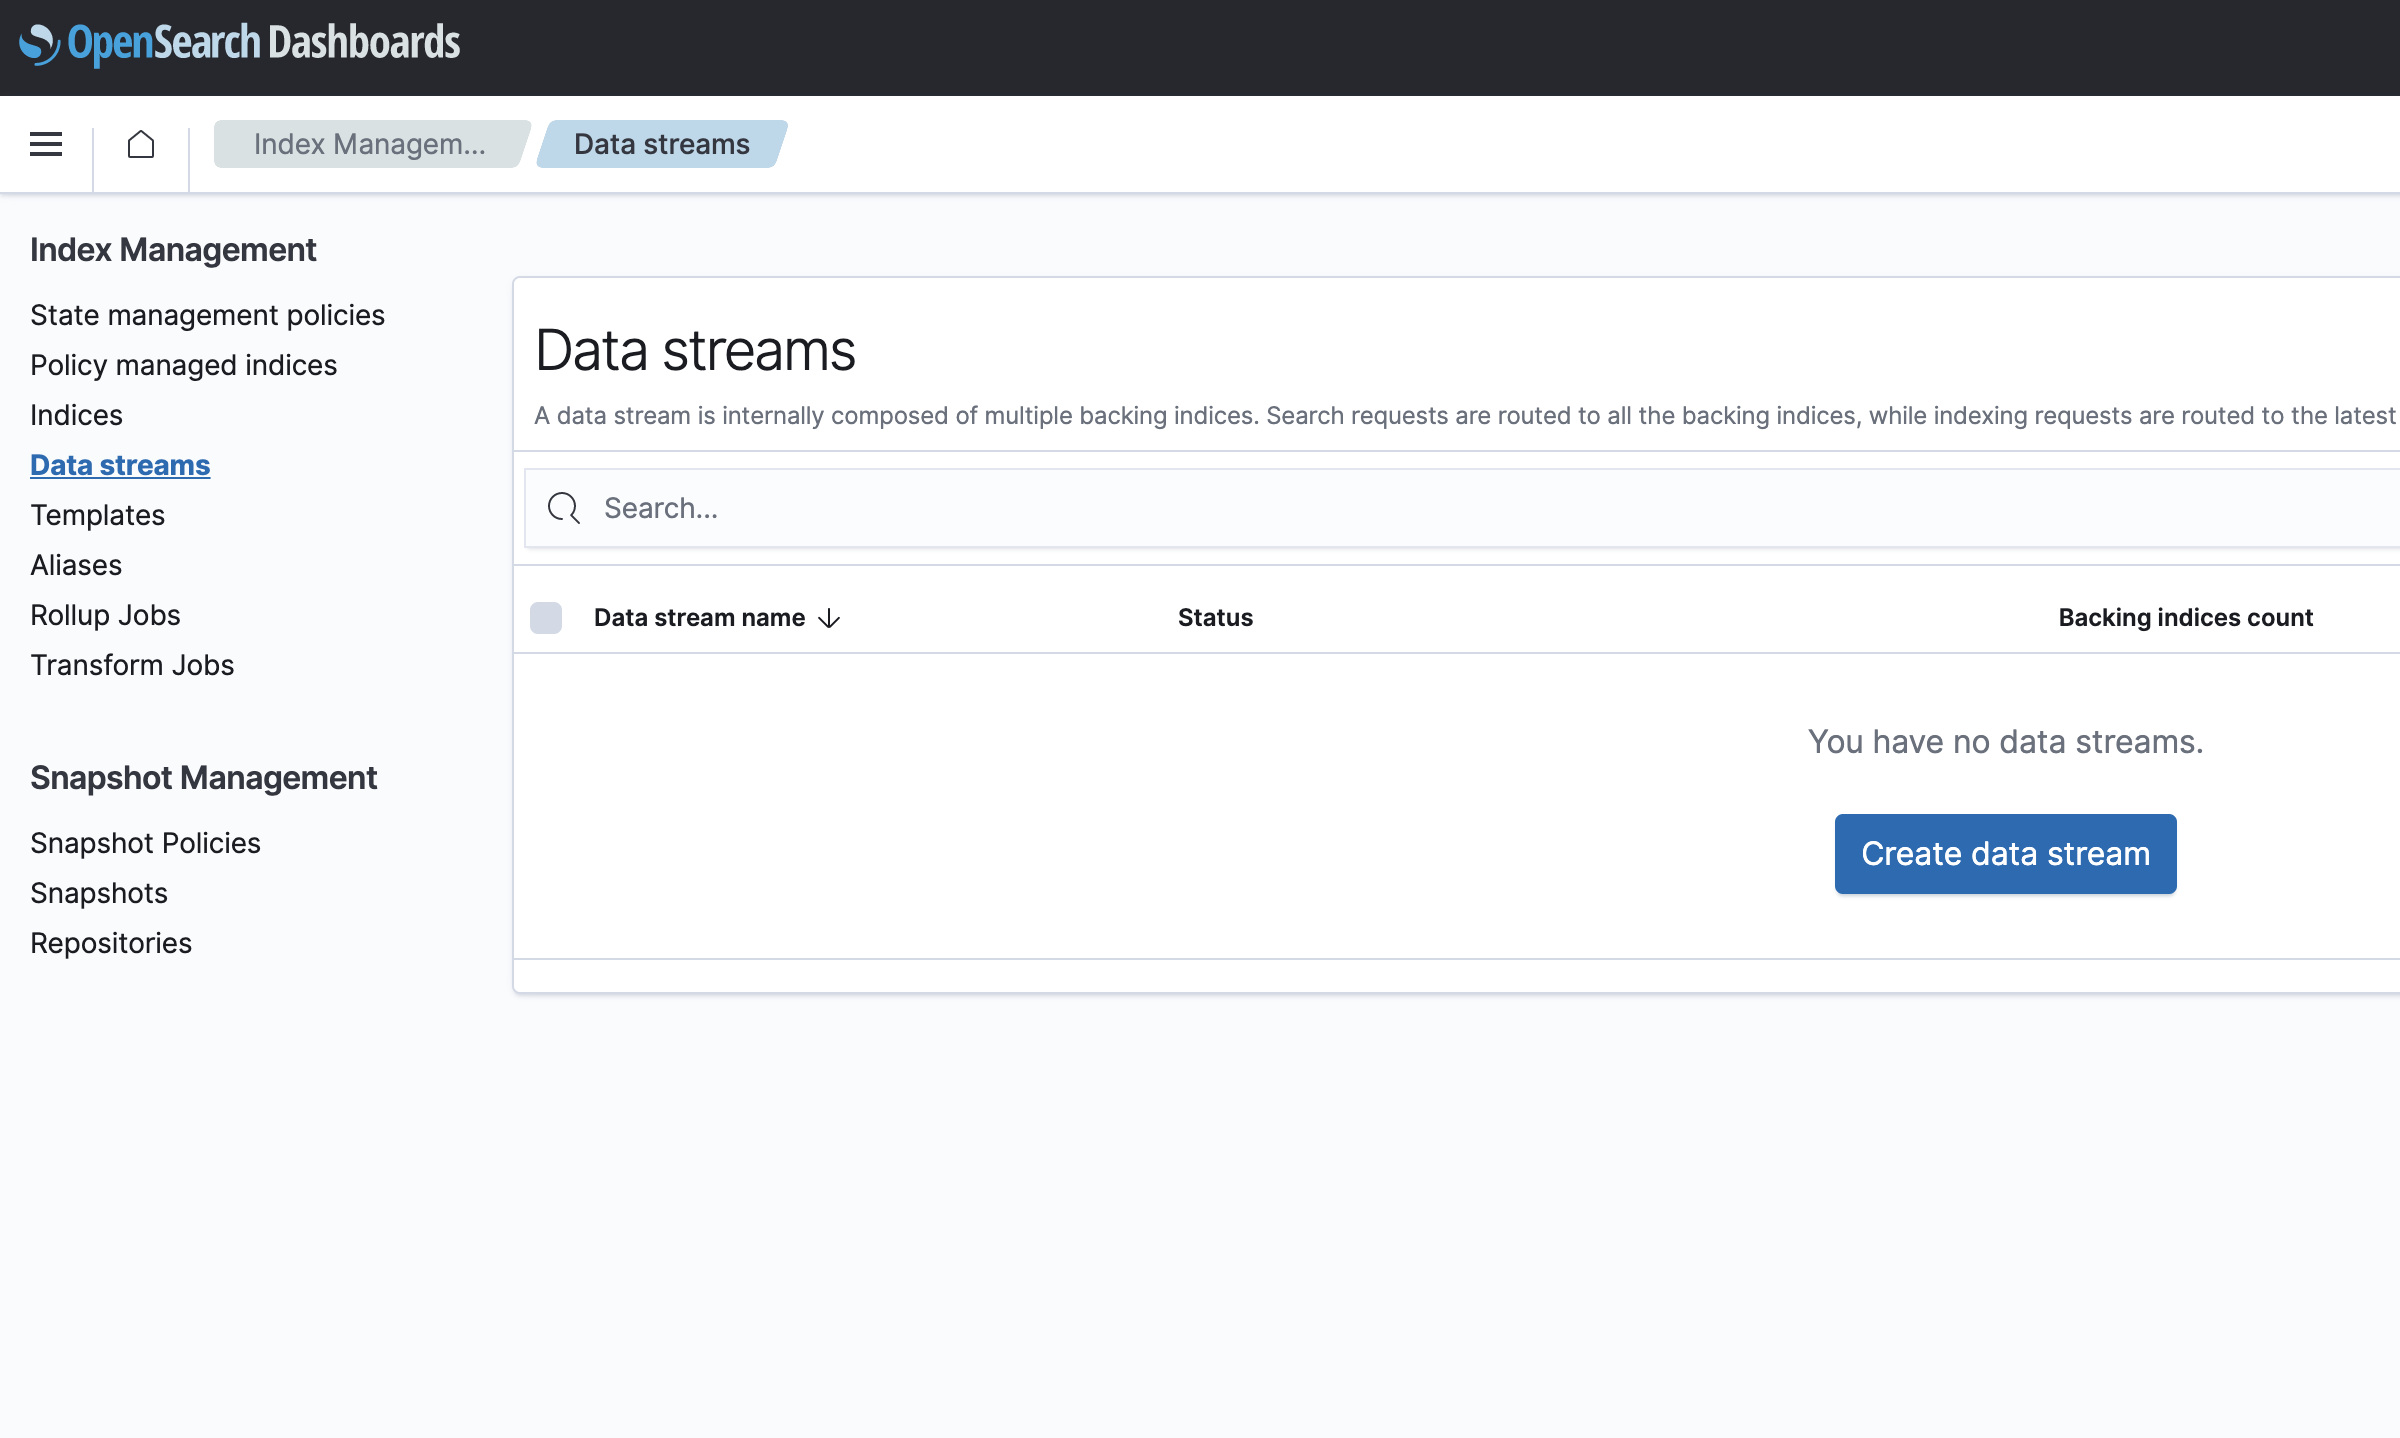 OpenSearch Dashboards
Index Managem...
Data streams
Index Management
State management policies
Policy managed indices
Indices
Data streams
Templates
Aliases
Rollup Jobs
Transform Jobs
Snapshot Management
Snapshot Policies
Snapshots
Repositories
Data streams
A data stream is internally composed of multiple backing indices. Search requests are routed to all the backing indices, while indexing requests are routed to the latest
Search...
Data stream name Status Backing indices count
You have no data streams.
Create data stream